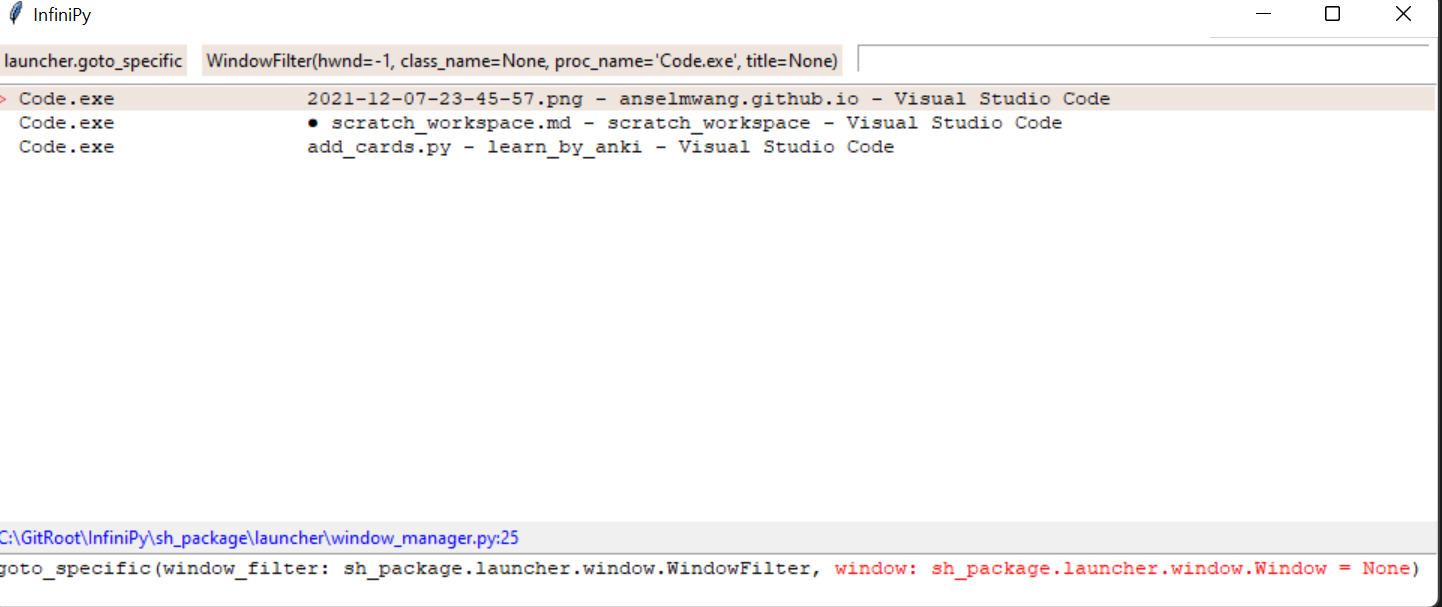 InfiniPy
launcher.goto_specific WindowFilter(hwnd=-1, class_name=None, proc_name='Code.exe', title=None)
> Code.exe 2021-12-07-23-45-57.png - anselmwang.github.io - Visual Studio Code
Code.exe ● scratch_workspace.md - scratch_workspace - Visual Studio Code
Code.exe add_cards.py - learn_by_anki - Visual Studio Code
C:\GitRoot\InfiniPy\sh_package\launcher\window_manager.py:25
goto_specific(window_filter: sh_package.launcher.window.WindowFilter, window: sh_package.launcher.window.Window = None)